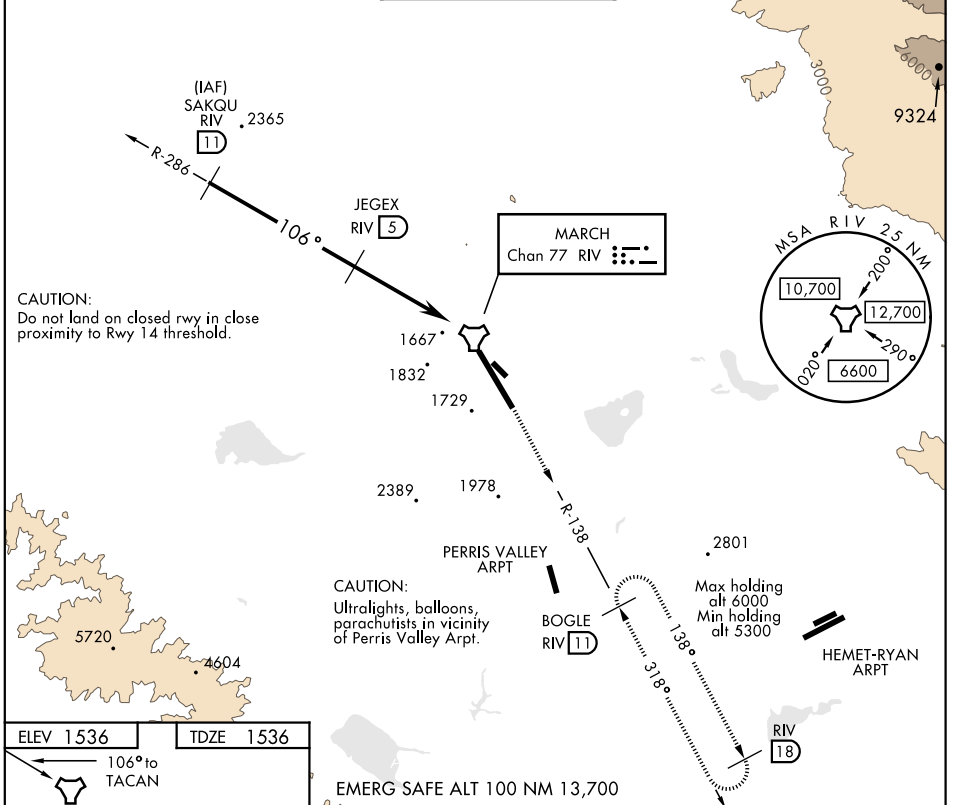 (IAF)
SAKQU
RIV
11
2365
R-286
3000
6000
9324
JEGEX
RIV 5
106°
MARCH
Chan 77 RIV
MSA RIV 25 NM
200°
10,700
12,700
290°
020°
6600
CAUTION:
Do not land on closed rwy in close
proximity to Rwy 14 threshold.
1667
1832
1729
2389
1978
R-138
2801
PERRIS VALLEY
ARPT
CAUTION:
Ultralights, balloons,
parachutists in vicinity
of Perris Valley Arpt.
Max holding
alt 6000
Min holding
alt 5300
BOGLE
RIV 11
138°
318°
HEMET-RYAN
ARPT
5720
4604
RIV
18
ELEV 1536
TDZE 1536
106° to
TACAN
EMERG SAFE ALT 100 NM 13,700